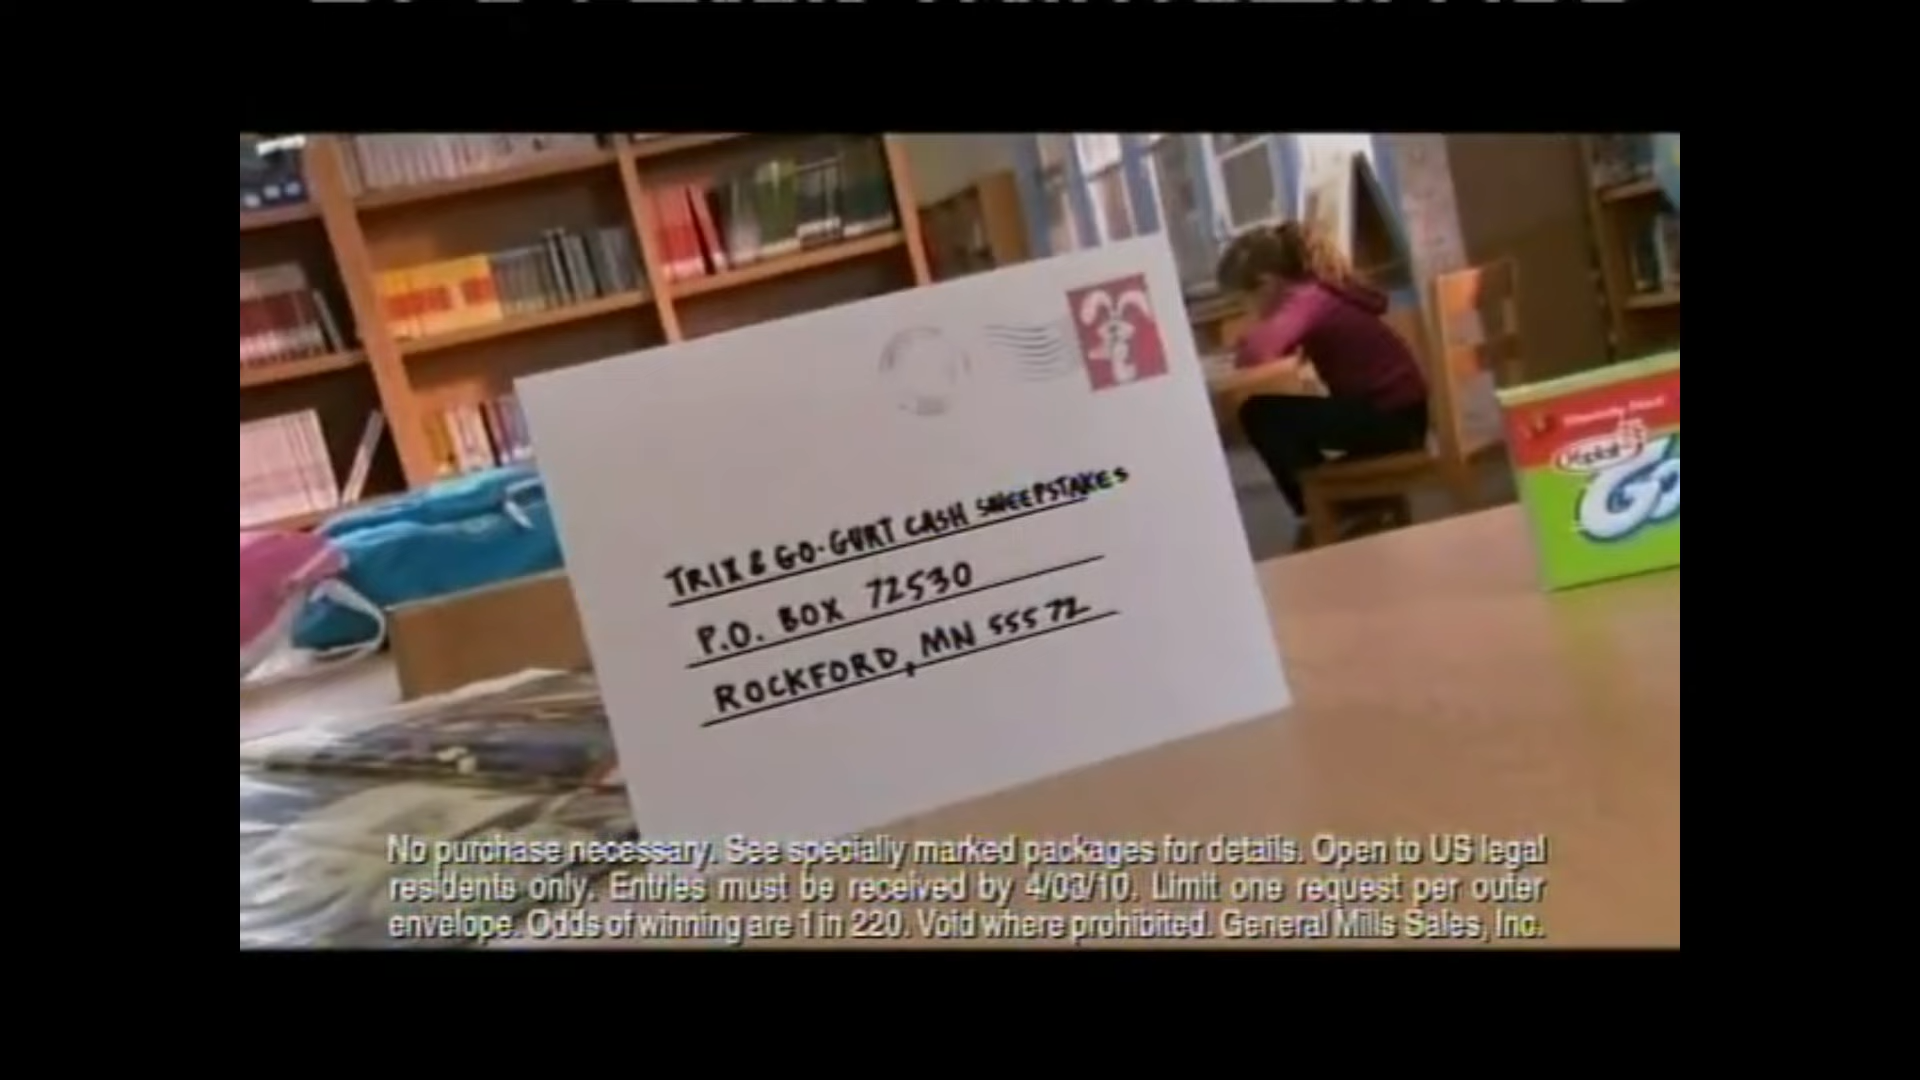 TRIX & GO-GURT CASH SWEEPSTAKES
P.O. BOX 72530
ROCKFORD, MN 55572
No purchase necessary. See specially marked packages for details. Open to US legal
residents only. Entries must be received by 4/03/10. Limit one request per outer
envelope. Odds of winning are 1 in 220. Void where prohibited. General Mills Sales, Inc.